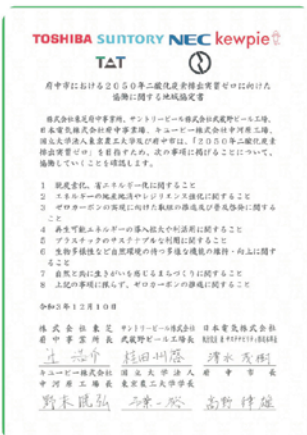 TOSHIBA SUNTORY NEC kewpie
TAT
府中市における2050年二酸化炭素排出実質ゼロに向けた
協働に関する地域協定書
株式会社東芝府中事業所、サントリービール株式会社武蔵野ビール工場、
日本電気株式会社府中事業場、キユーピー株式会社中河原工場、
国立大学法人東京農工大学及び府中市は、「2050年二酸化炭素
排出実質ゼロ」を目指すため、次の事項に掲げることについて、
協働していくことを確認します。
1 脱炭素化、省エネルギー化に関すること
2 エネルギーの地産地消やレジリエンス強化に関すること
3 ゼロカーボンの実現に向けた取組の推進及び普及啓発に関する
こと
4 再生可能エネルギーの導入拡大や利活用に関すること
5 プラスチックのサステナブルな利用に関すること
6 生物多様性など自然環境の持つ多様な機能の維持・向上に関す
ること
7 自然と共に生きがいを感じるまちづくりに関すること
8 上記の事項に限らず、ゼロカーボンの推進に関すること
令和3年12月10日
株式会社東芝 サントリービール株式会社 日本電気株式会社
府中事業所長 武蔵野ビール工場長
キユーピー株式会社 国立大学法人 府中市長
中河原工場長 東京農工大学学長
高野律雄